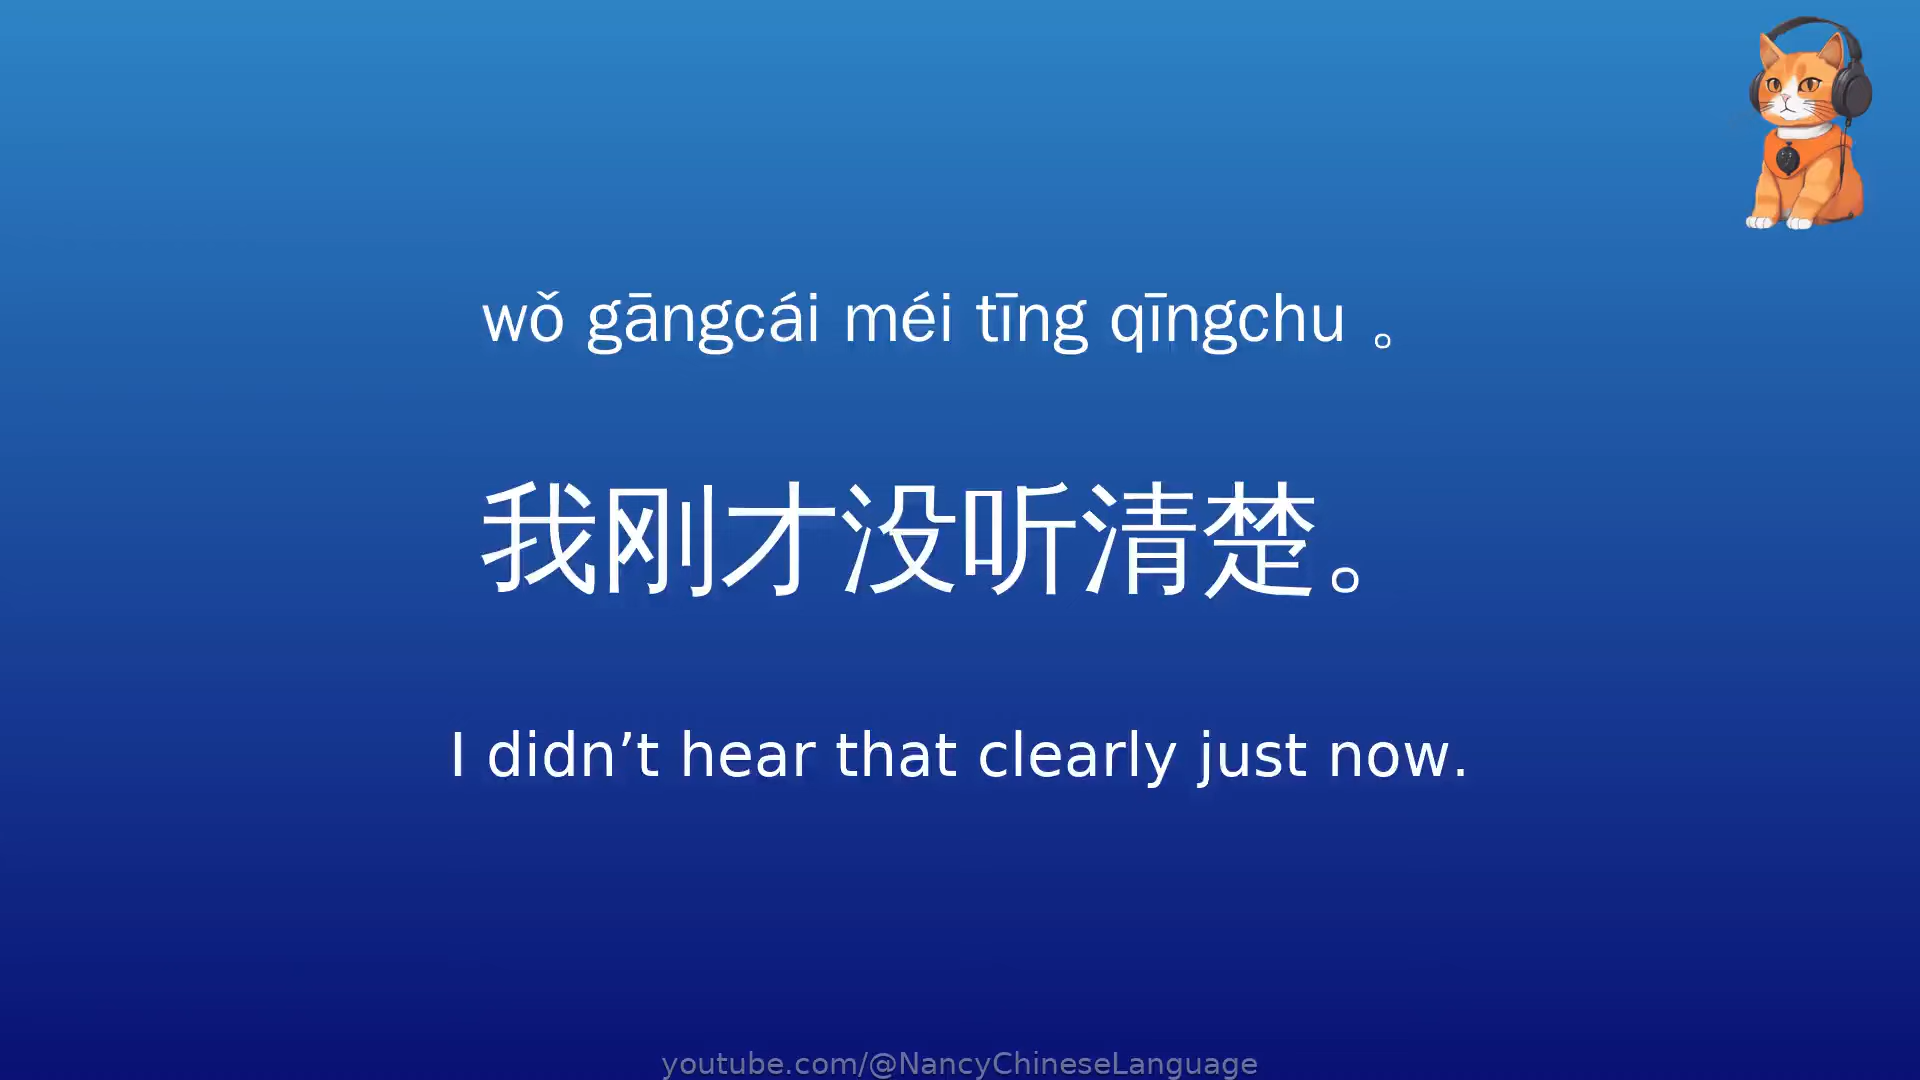 wǒ gāngcái méi tīng qīngchu 。
我刚才没听清楚。
I didn’t hear that clearly just now.
youtube.com/@NancyChineseLanguage